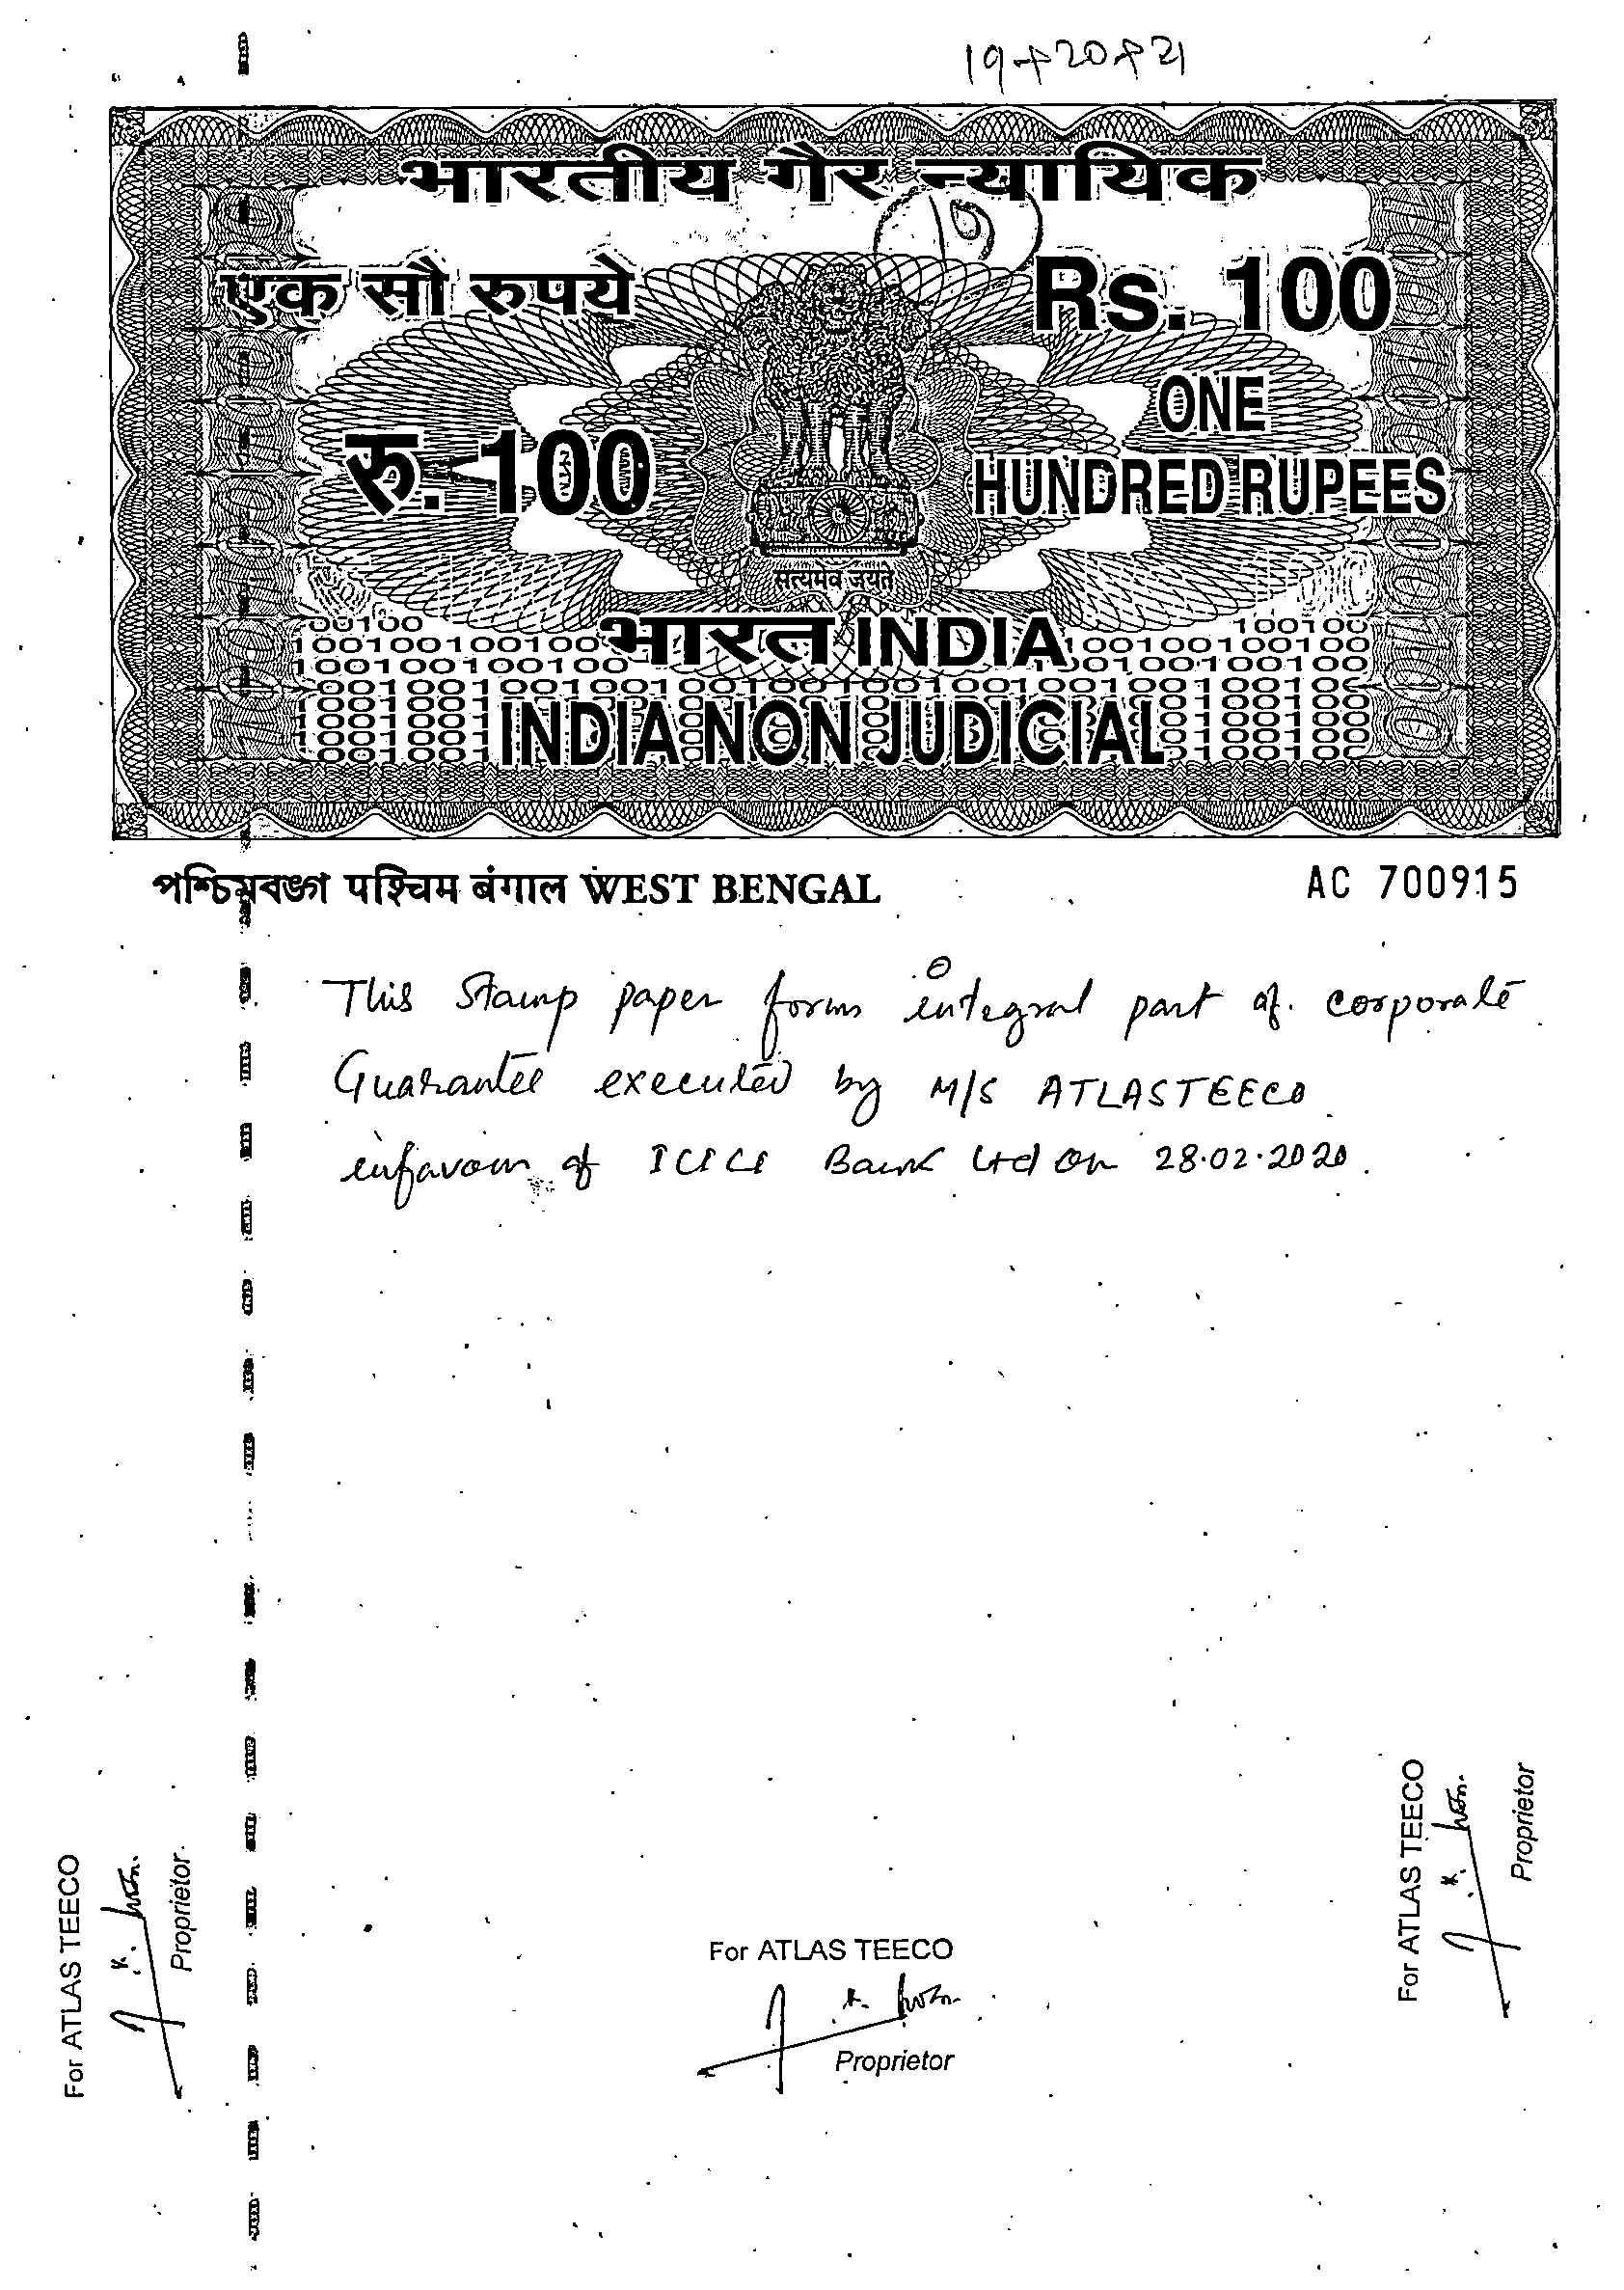 19+20+21
भारतीय गैर न्यायिक
एक सौ रुपये
Rs. 100
रु. 100
ONE
HUNDRED RUPEES
सत्यमेव जयते
भारत INDIA
INDIA NON JUDICIAL
পশ্চিমবঙ্গ पश्चिम बंगाल WEST BENGAL
AC 700915
This Stamp paper forms integral part of corporate
Guarantee executed by M/S ATLASTEECO
infavour of ICICI Bank Ltd on 28.02.2020.
For ATLAS TEECO
Proprietor
For ATLAS TEECO
Proprietor
For ATLAS TEECO
Proprietor